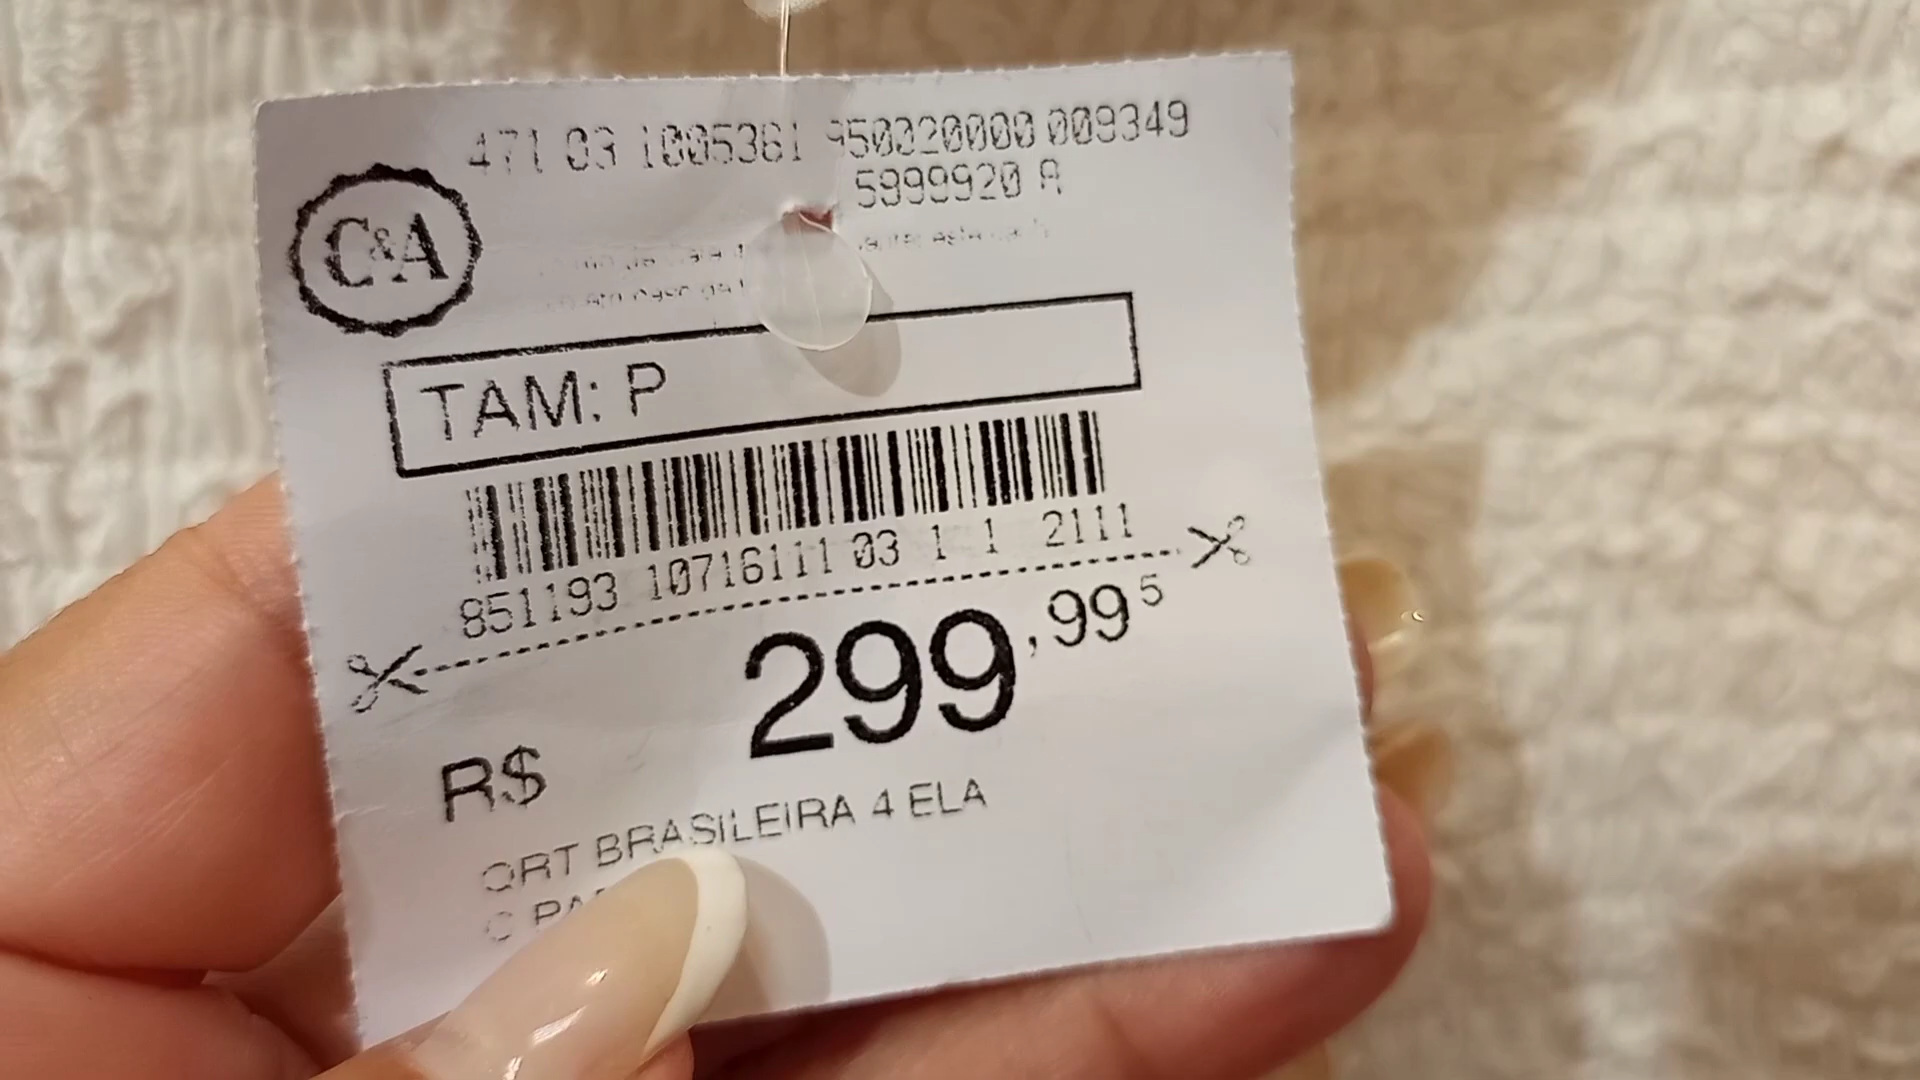 471 03 1005361 950020000 009349
5999920 A
C&A
TAM: P
851193 10716111 03 1 1 2111
299,99 5
R$
QRT BRASILEIRA 4 ELA